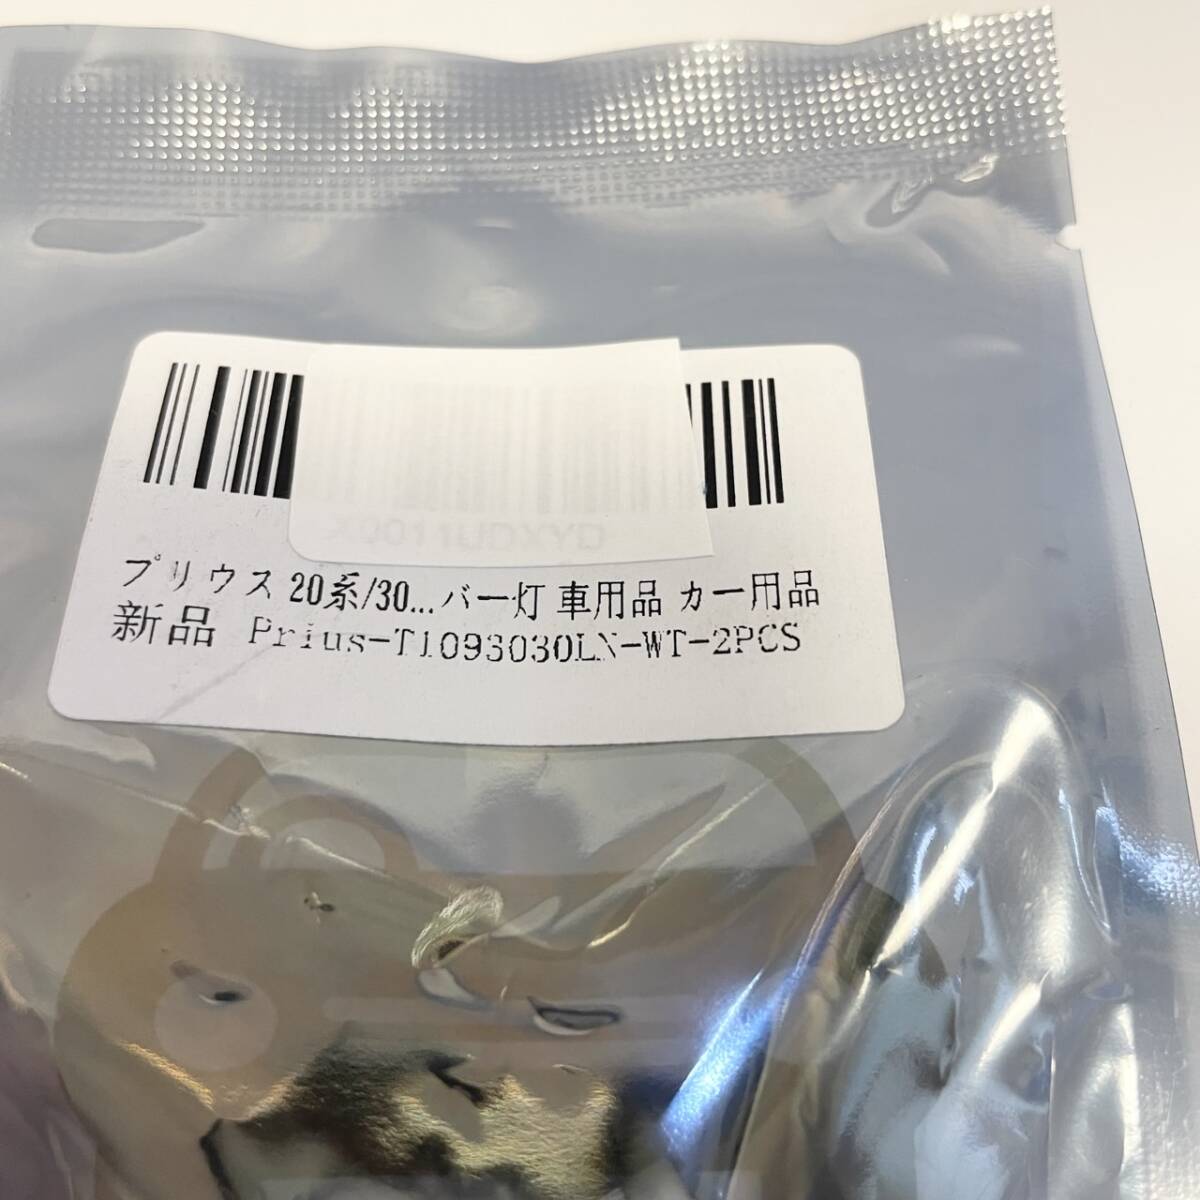 X0011UDXYD
プリウス 20系/30...バー灯 車用品 カー用品
新品 Prius-T1093030LN-WT-2PCS